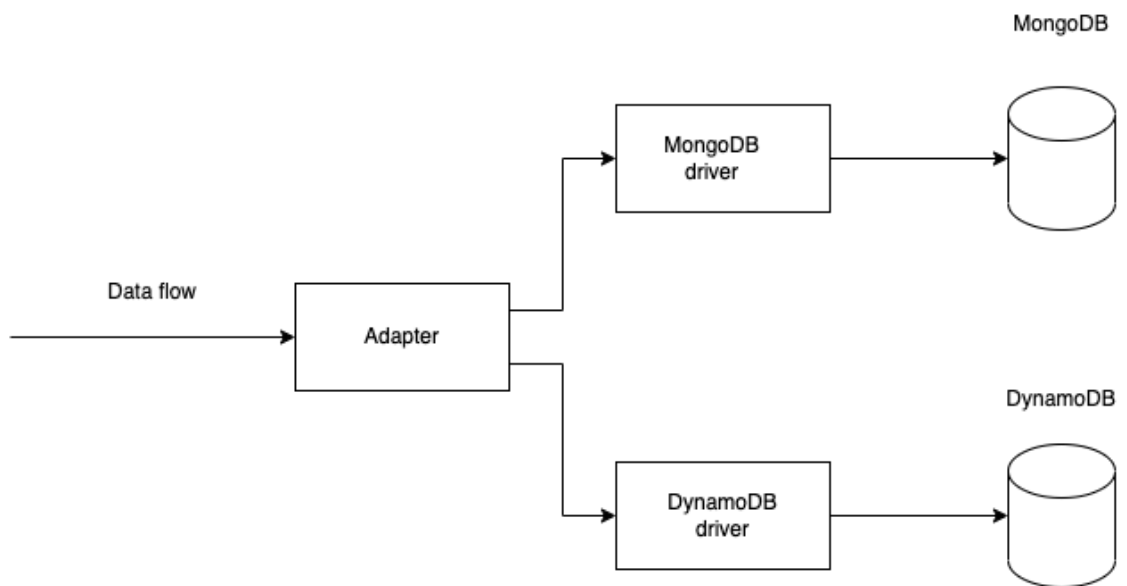 MongoDB
MongoDB
driver
Data flow
Adapter
DynamoDB
DynamoDB
driver